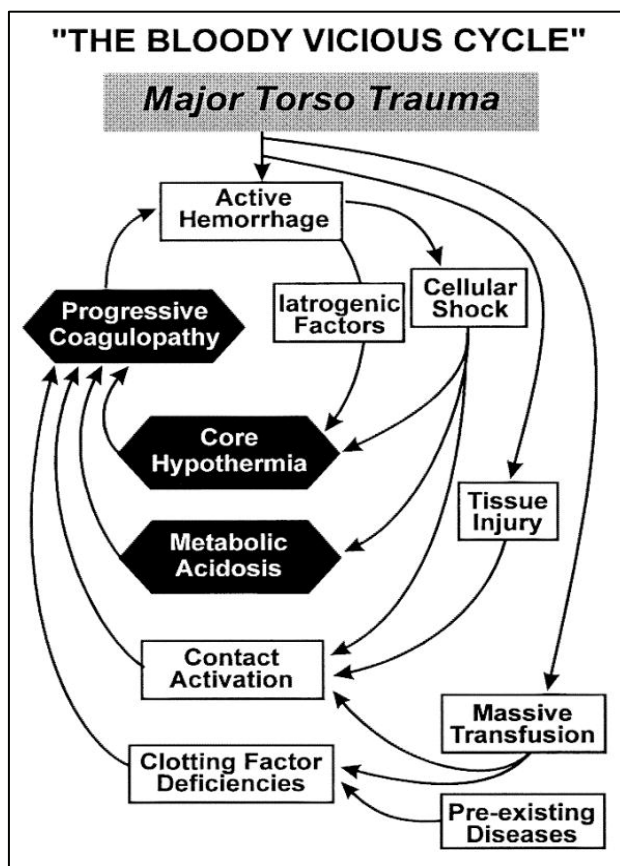 "THE BLOODY VICIOUS CYCLE"
Major Torso Trauma
Active
Hemorrhage
Iatrogenic
Factors
Cellular
Shock
Progressive
Coagulopathy
Core
Hypothermia
Tissue
Injury
Metabolic
Acidosis
Contact
Activation
Massive
Transfusion
Clotting Factor
Deficiencies
Pre-existing
Diseases